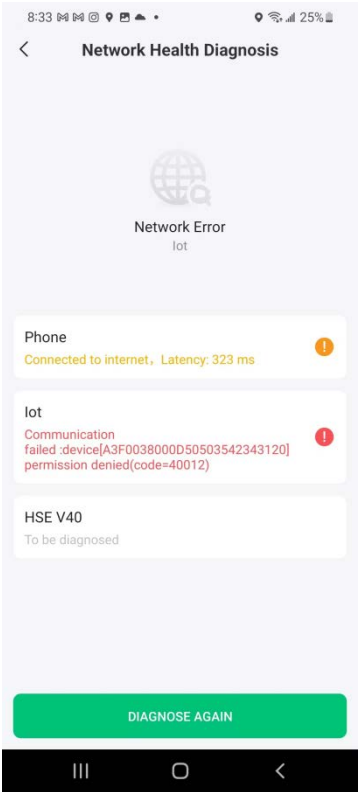 8:33
25%
Network Health Diagnosis
Network Error
Iot
Phone
Connected to internet，Latency: 323 ms
Iot
Communication
failed :device[A3F0038000D50503542343120]
permission denied(code=40012)
HSE V40
To be diagnosed
DIAGNOSE AGAIN